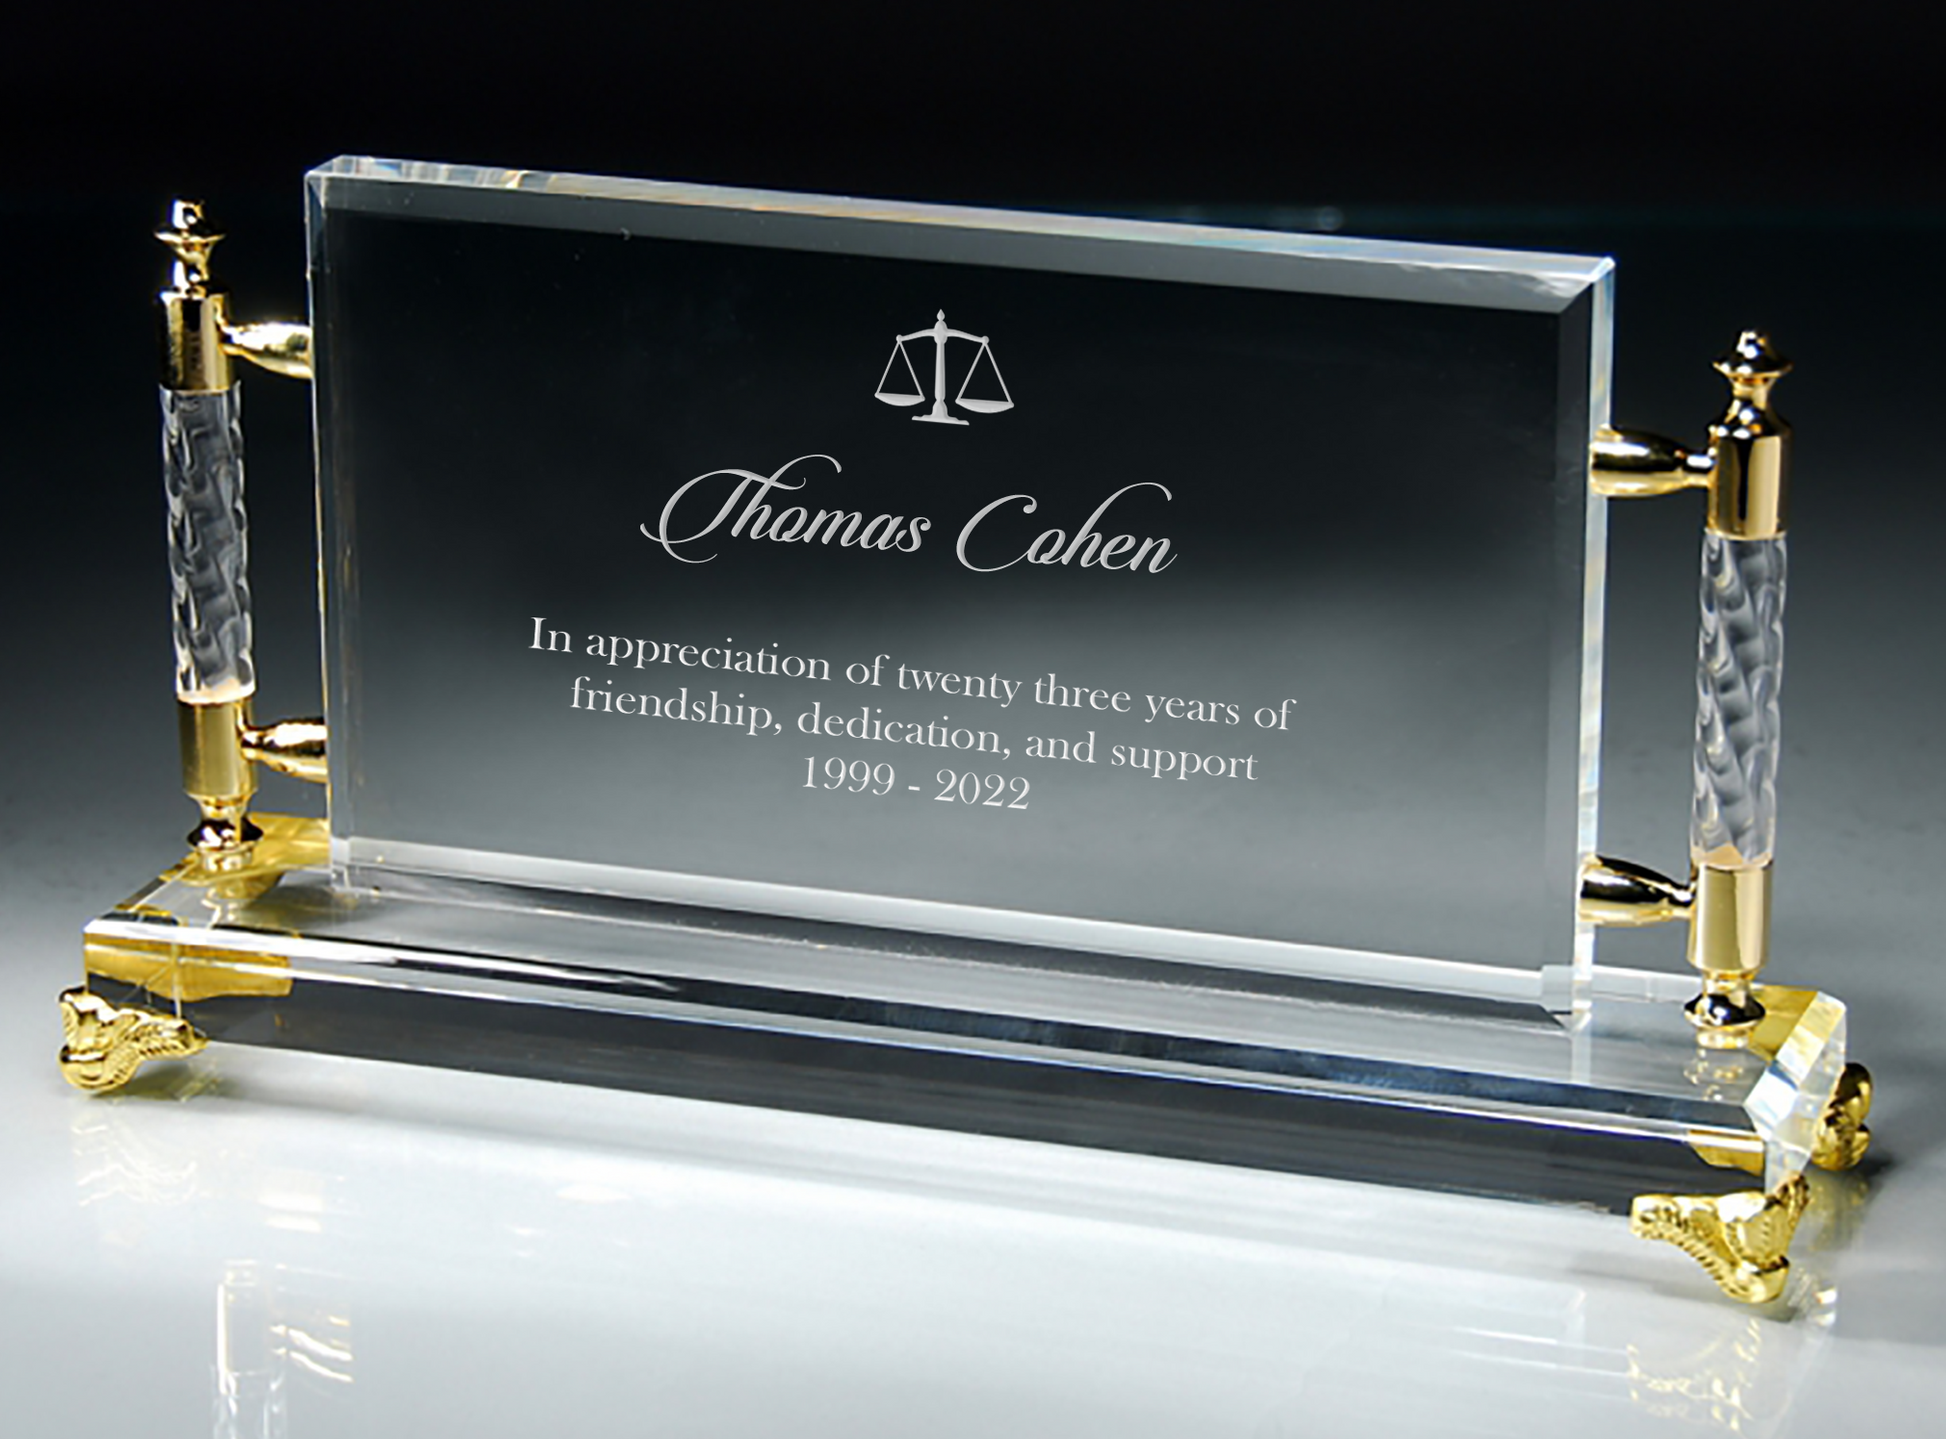 Thomas Cohen
In appreciation of twenty three years of
friendship, dedication, and support
1999 - 2022